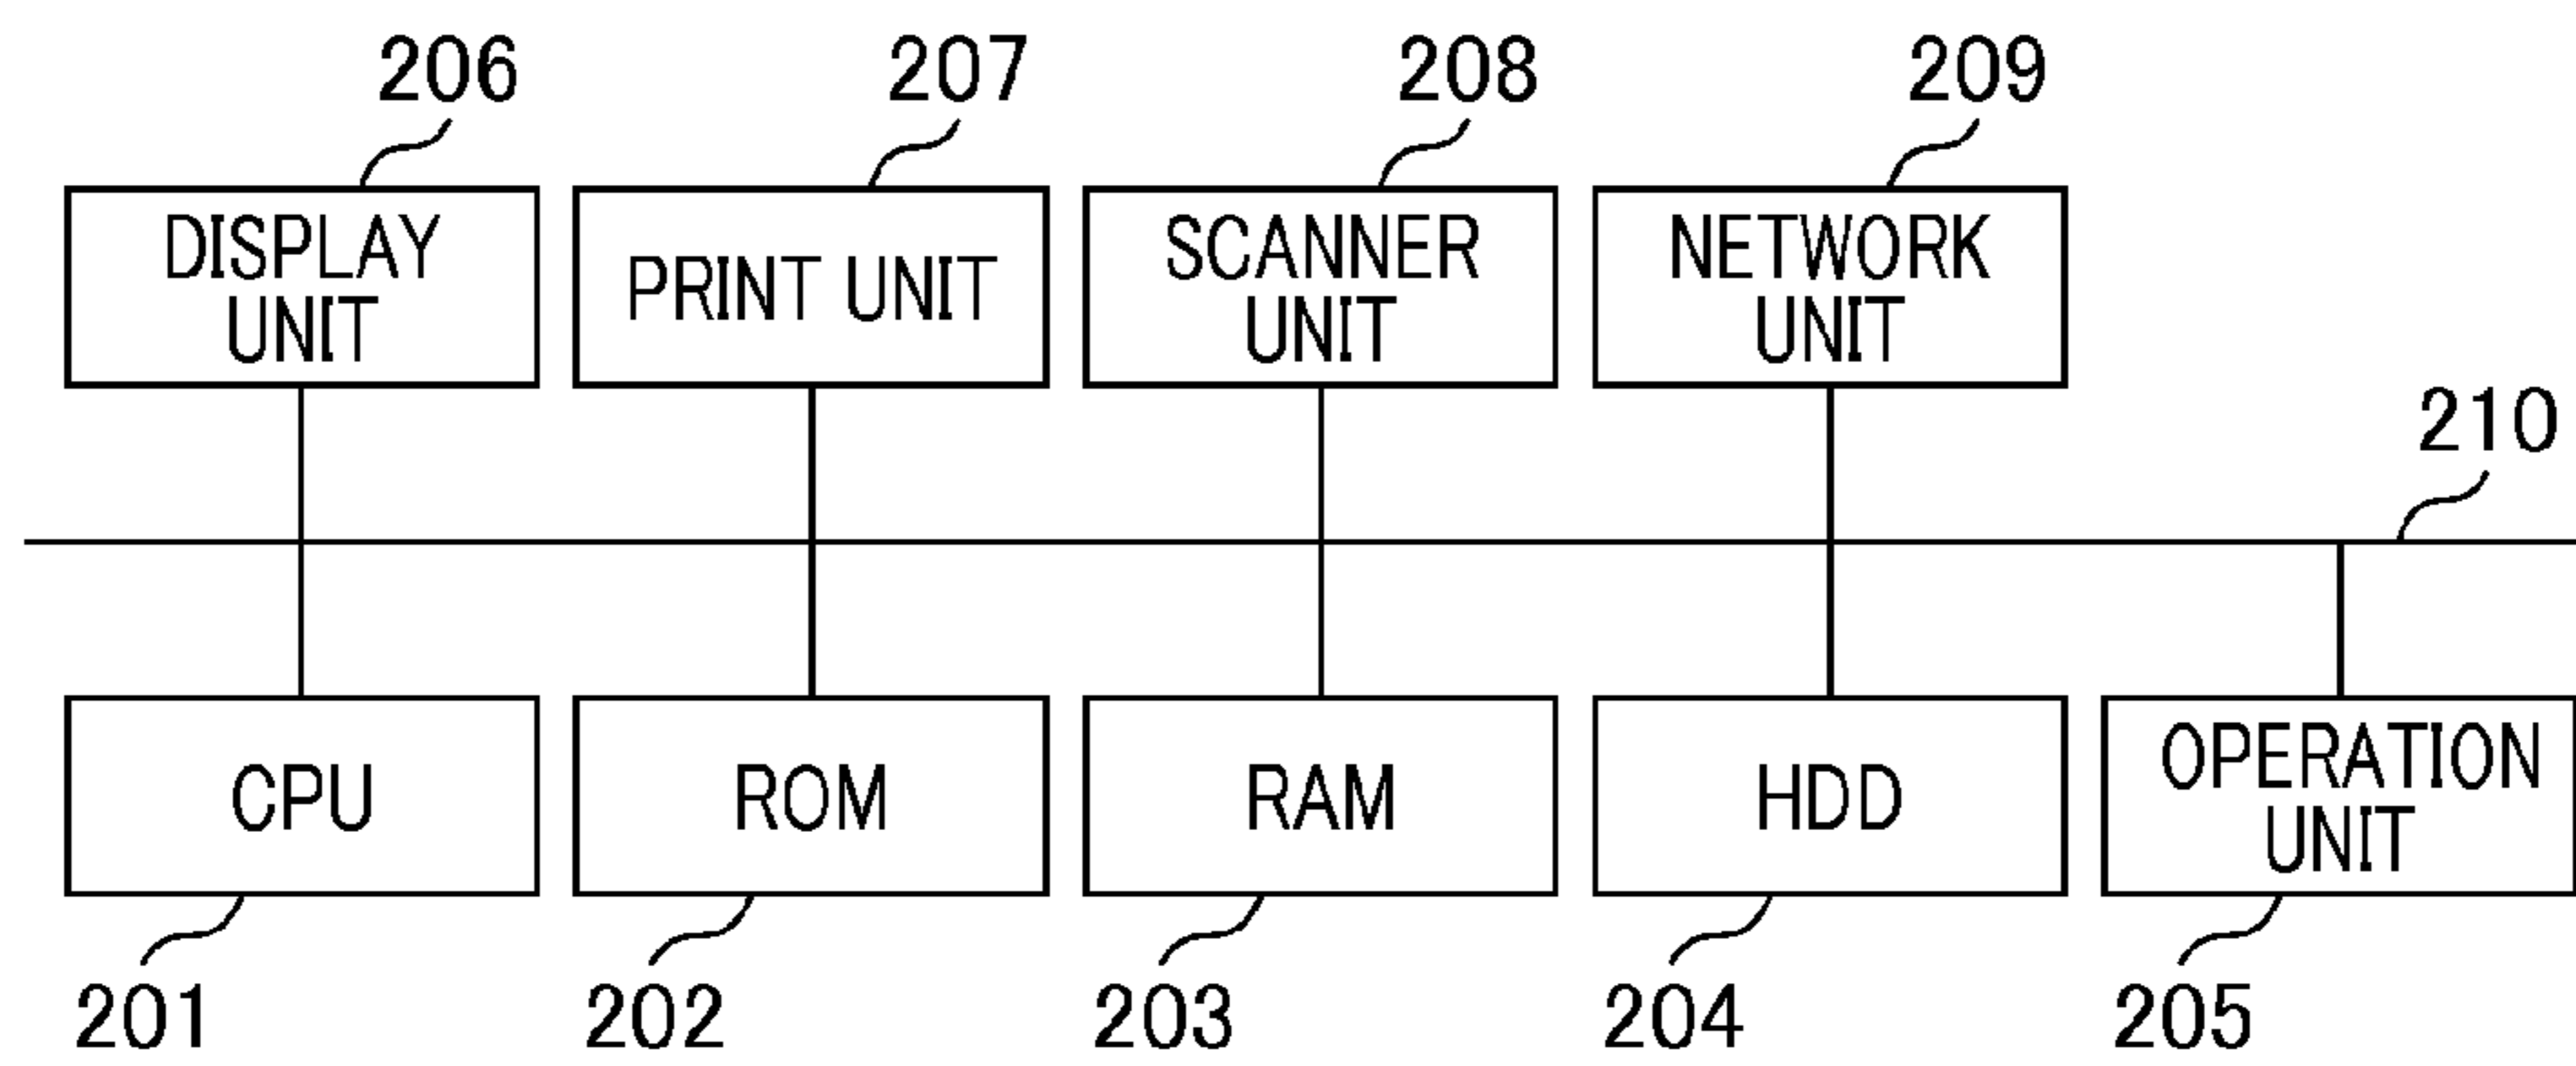 206
207
208
209
DISPLAY
UNIT
PRINT UNIT
SCANNER
UNIT
NETWORK
UNIT
210
CPU
ROM
RAM
HDD
OPERATION
UNIT
201
202
203
204
205